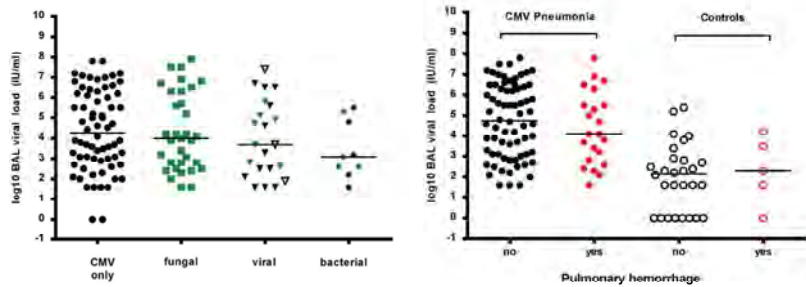 log10 BAL viral load (IU/ml)
10
9
8
7
6
5
4
3
2
1
0
-1
CMV only
fungal
viral
bacterial
CMV Pneumonia
Controls
log10 BAL viral load (IU/ml)
10
9
8
7
6
5
4
3
2
1
0
-1
no
yes
no
yes
Pulmonary hemorrhage